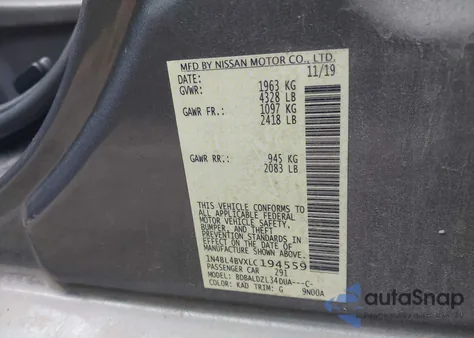 MFD BY NISSAN MOTOR CO., LTD.
DATE: 11/19
GVWR: 1963 KG
4328 LB
GAWR FR.: 1097 KG
2418 LB
GAWR RR.: 945 KG
2083 LB
THIS VEHICLE CONFORMS TO
ALL APPLICABLE FEDERAL
MOTOR VEHICLE SAFETY,
BUMPER, AND THEFT
PREVENTION STANDARDS
IN EFFECT ON THE DATE OF
MANUFACTURE SHOWN ABOVE.
1N4BL4BVXLC194559
PASSENGER CAR 291
MODEL: BDBALDZL34DUA---C-
COLOR: KAD TRIM: G 9N00A
autoSnap